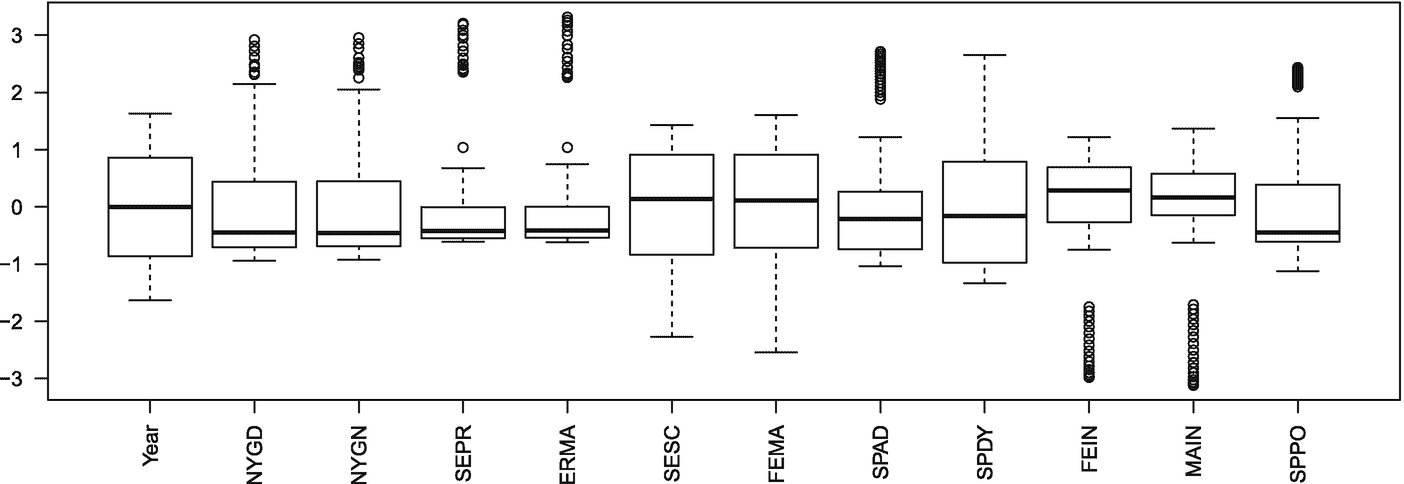 3
2
1
0
−1
−2
−3
Year
NYGD
NYGN
SEPR
ERMA
SESC
FEMA
SPAD
SPDY
FEIN
MAIN
SPPO